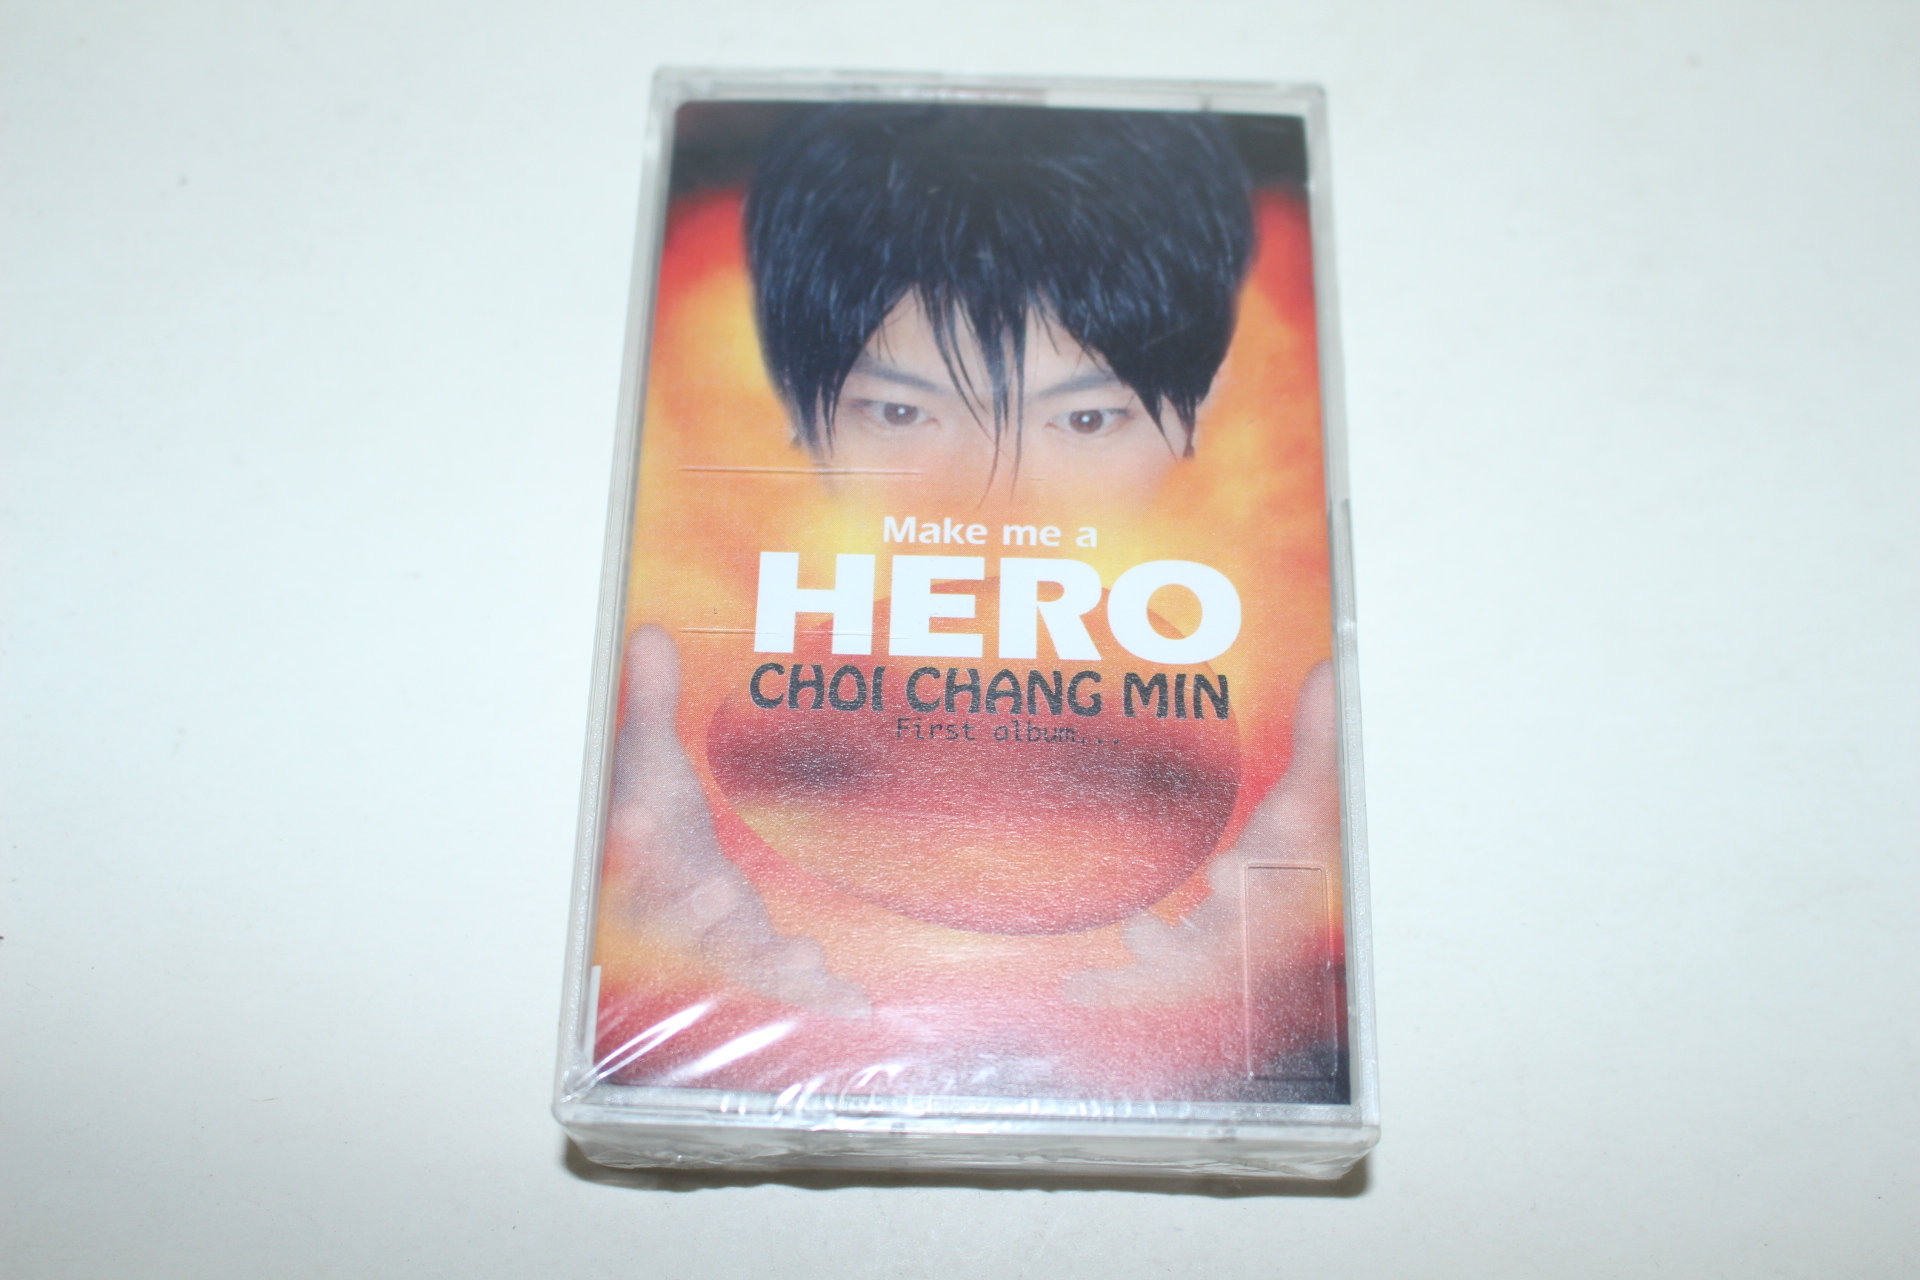 Make me a
HERO
CHOI CHANG MIN
First album...